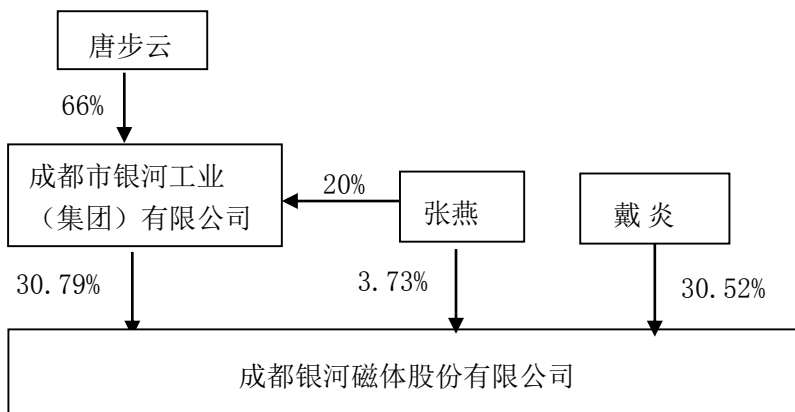 唐步云
66%
成都市银河工业
（集团）有限公司
20%
张燕
戴 炎
30.79%
3.73%
30.52%
成都银河磁体股份有限公司